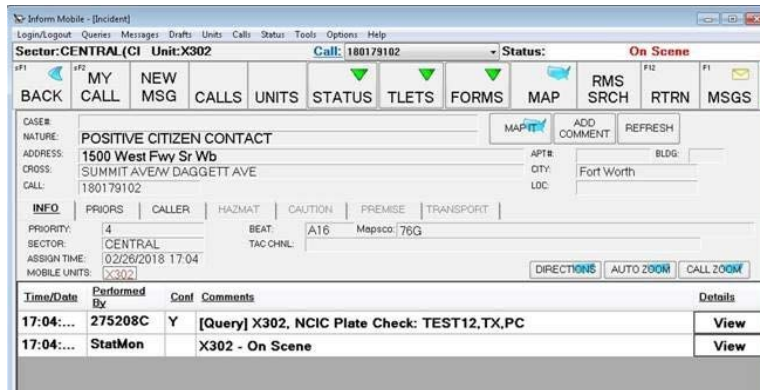 Inform Mobile - [Incident]
Login/Logout Queries Messages Drafts Units Calls Status Tools Options Help
Sector:CENTRAL(CI Unit:X302 Call: 180179102 Status: On Scene
sF1 sF2 F12 F1
BACK MY CALL NEW MSG CALLS UNITS STATUS TLETS FORMS MAP RMS SRCH RTRN MSGS
CASE#: MAP IT ADD COMMENT REFRESH
NATURE: POSITIVE CITIZEN CONTACT
ADDRESS: 1500 West Fwy Sr Wb APT#: BLDG:
CROSS: SUMMIT AVE/W DAGGETT AVE CITY: Fort Worth
CALL: 180179102 LOC:
INFO PRIORS CALLER HAZMAT CAUTION PREMISE TRANSPORT
PRIORITY: 4 BEAT: A16 Mapsco: 76G
SECTOR: CENTRAL TAC CHNL:
ASSIGN TIME: 02/26/2018 17:04
MOBILE UNITS: X302 DIRECTIONS AUTO ZOOM CALL ZOOM
Time/Date Performed By Conf Comments Details
17:04:... 275208C Y [Query] X302, NCIC Plate Check: TEST12,TX,PC View
17:04:... StatMon X302 - On Scene View